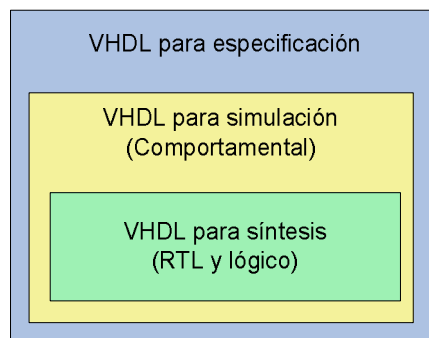 VHDL para especificación
VHDL para simulación
(Comportamental)
VHDL para síntesis
(RTL y lógico)